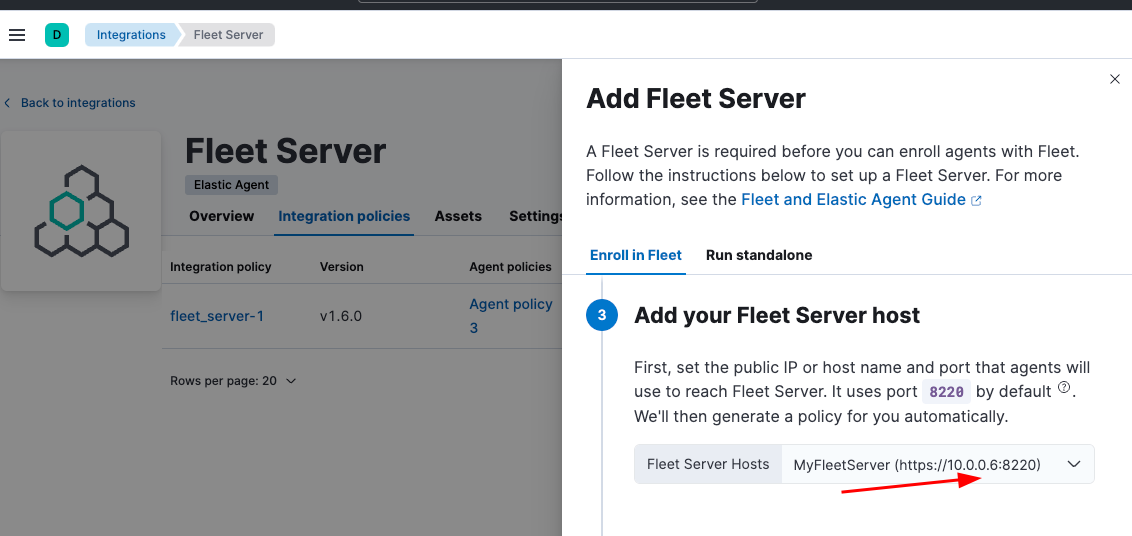 D
Integrations
Fleet Server
Back to integrations
Fleet Server
Elastic Agent
Overview
Integration policies
Assets
Settings
Integration policy
Version
Agent policies
fleet_server-1
v1.6.0
Agent policy
3
Rows per page: 20
Add Fleet Server
A Fleet Server is required before you can enroll agents with Fleet.
Follow the instructions below to set up a Fleet Server. For more
information, see the Fleet and Elastic Agent Guide
Enroll in Fleet
Run standalone
3
Add your Fleet Server host
First, set the public IP or host name and port that agents will
use to reach Fleet Server. It uses port 8220 by default ?.
We'll then generate a policy for you automatically.
Fleet Server Hosts
MyFleetServer (https://10.0.0.6:8220)